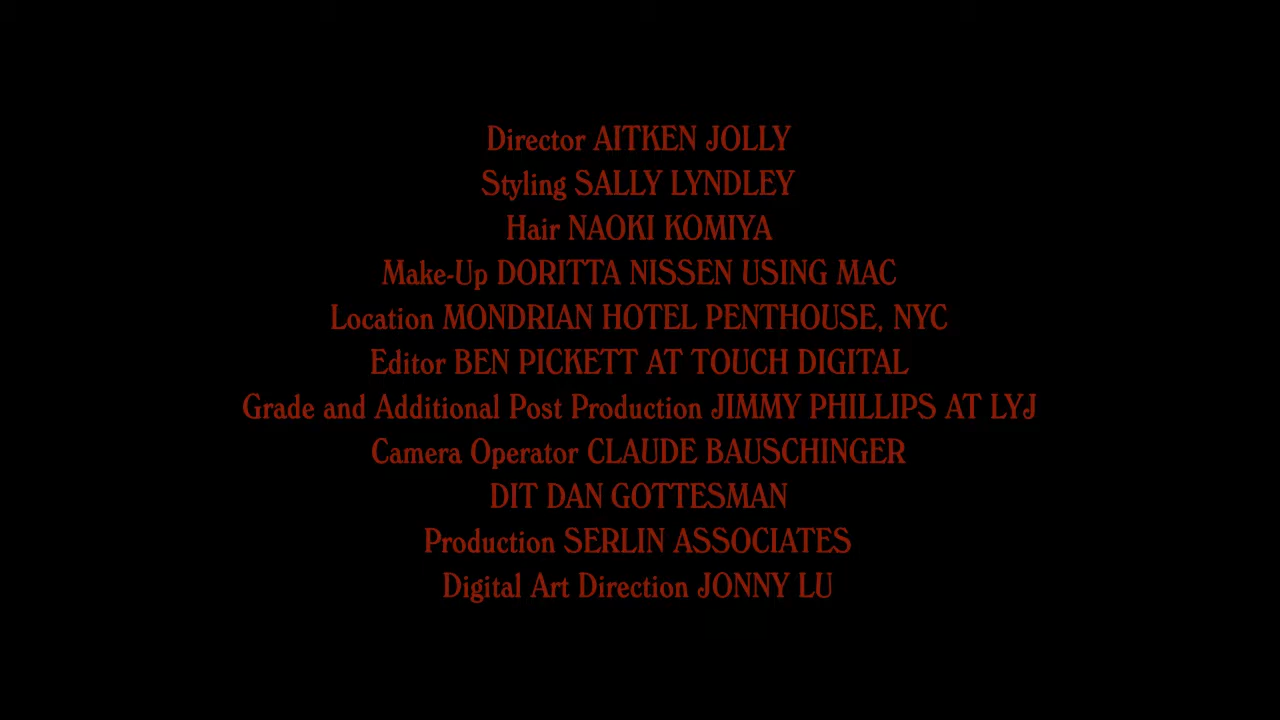 Director AITKEN JOLLY
Styling SALLY LYNDLEY
Hair NAOKI KOMIYA
Make-Up DORITTA NISSEN USING MAC
Location MONDRIAN HOTEL PENTHOUSE, NYC
Editor BEN PICKETT AT TOUCH DIGITAL
Grade and Additional Post Production JIMMY PHILLIPS AT LYJ
Camera Operator CLAUDE BAUSCHINGER
DIT DAN GOTTESMAN
Production SERLIN ASSOCIATES
Digital Art Direction JONNY LU